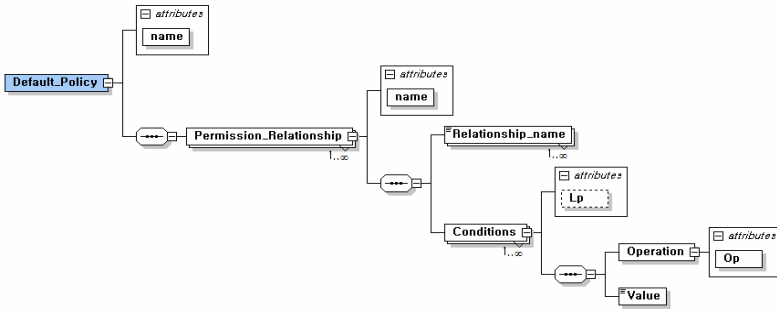 attributes
name
Default_Policy
attributes
name
Permission_Relationship
1..∞
Relationship_name
1..∞
attributes
Lp
Conditions
1..∞
attributes
Operation
Op
Value